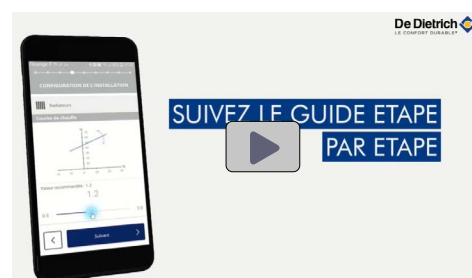 De Dietrich
LE CONFORT DURABLE®
CONFIGURATION DE L'INSTALLATION
Radiateurs
Courbe de chauffe
Valeur recommandée : 1.2
1.2
Suivant
SUIVEZ LE GUIDE ETAPE
PAR ETAPE